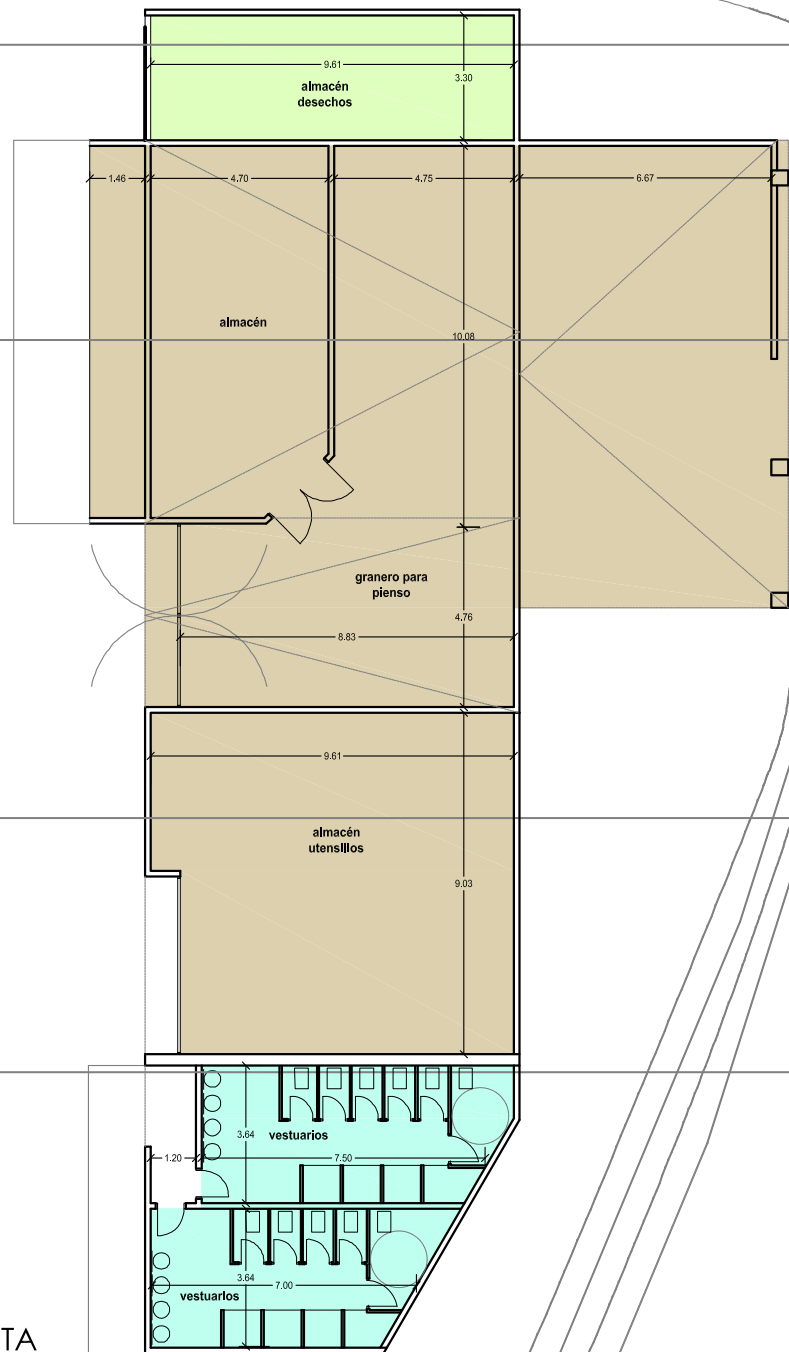 9.61
3.30
almacén
desechos
1.46
4.70
4.75
6.67
almacén
10.08
granero para
pienso
4.76
8.83
9.61
almacén
utensilios
9.03
3.64
vestuarios
1.20
7.50
3.64
7.00
vestuarios
TA